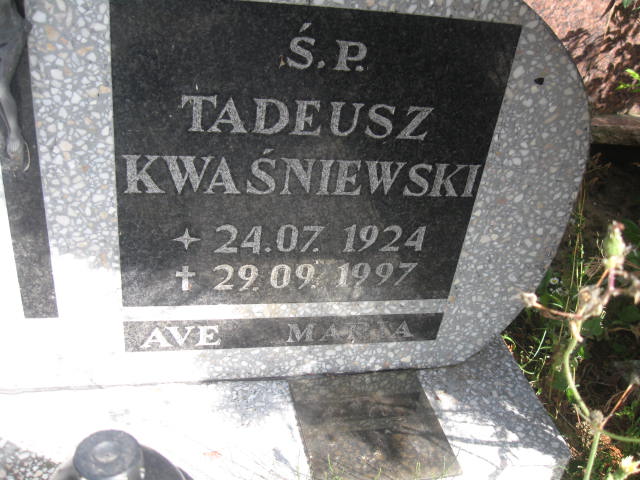 Ś.P.
TADEUSZ
KWAŚNIEWSKI
✦ 24.07. 1924
✝ 29.09. 1997
AVE MARIA